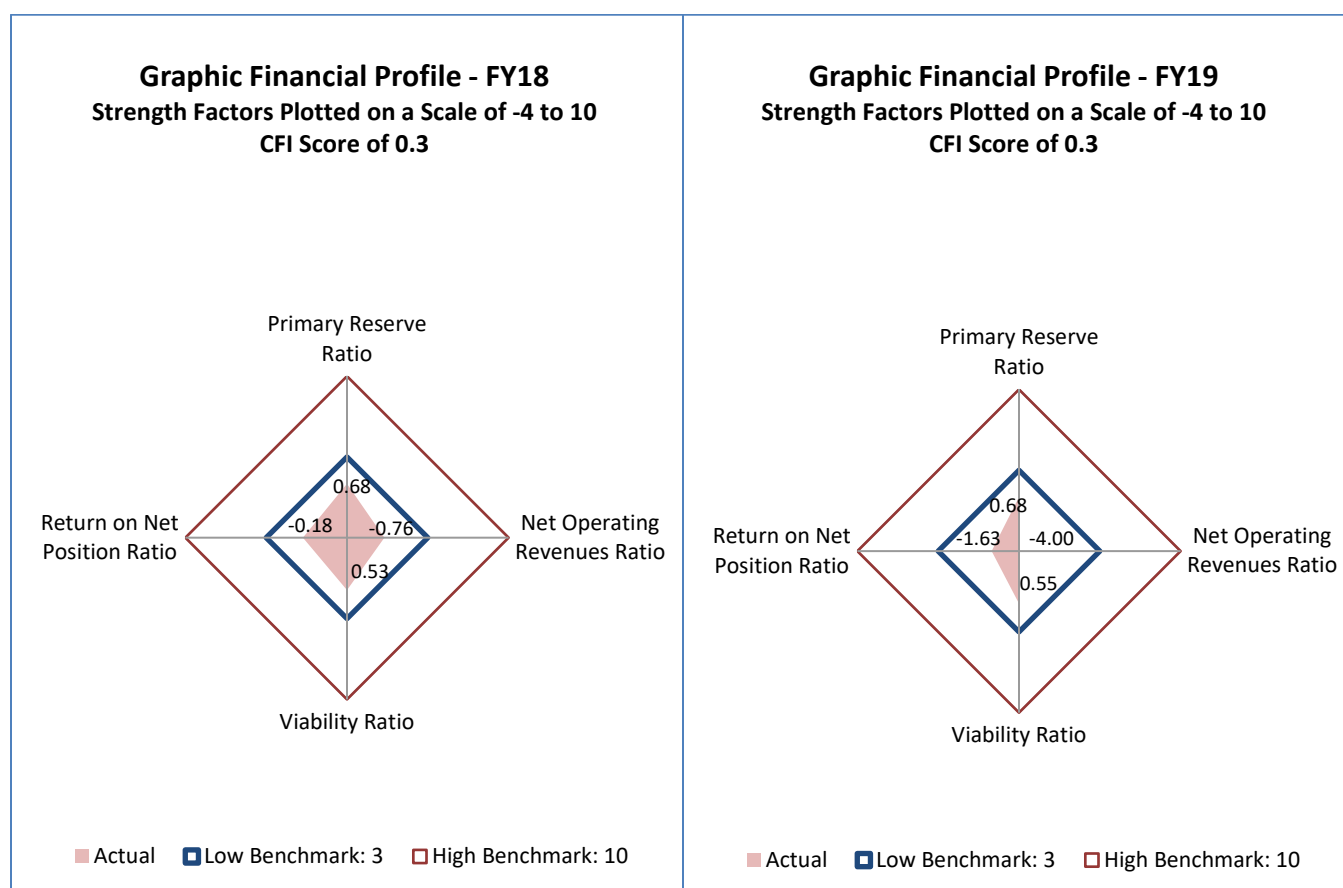 Graphic Financial Profile - FY18
Strength Factors Plotted on a Scale of -4 to 10
CFI Score of 0.3
Primary Reserve
Ratio
0.68
Return on Net
Position Ratio
-0.18
-0.76
Net Operating
Revenues Ratio
0.53
Viability Ratio
Actual
Low Benchmark: 3
High Benchmark: 10
Graphic Financial Profile - FY19
Strength Factors Plotted on a Scale of -4 to 10
CFI Score of 0.3
Primary Reserve
Ratio
0.68
Return on Net
Position Ratio
-1.63
-4.00
Net Operating
Revenues Ratio
0.55
Viability Ratio
Actual
Low Benchmark: 3
High Benchmark: 10